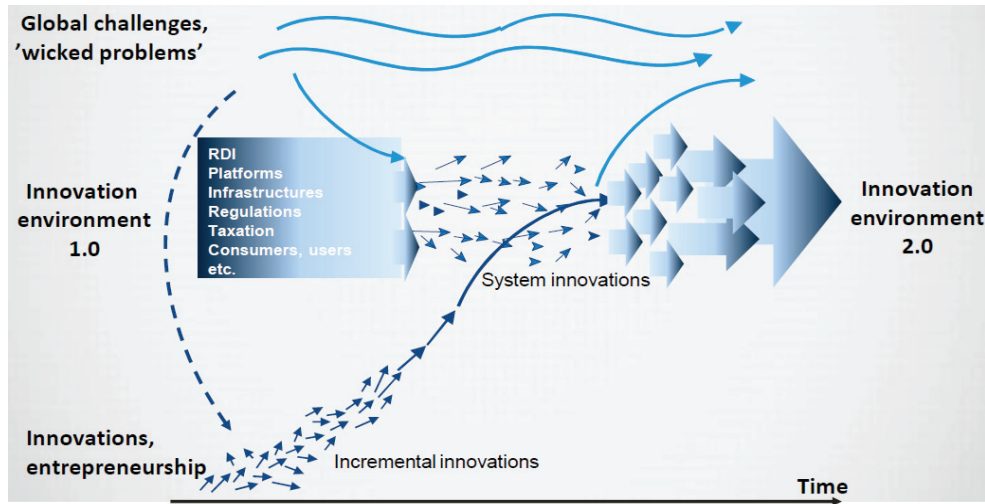 Global challenges,
’wicked problems’
RDI
Platforms
Infrastructures
Regulations
Taxation
Consumers, users
etc.
Innovation
environment
1.0
Innovation
environment
2.0
System innovations
Innovations,
entrepreneurship
Incremental innovations
Time